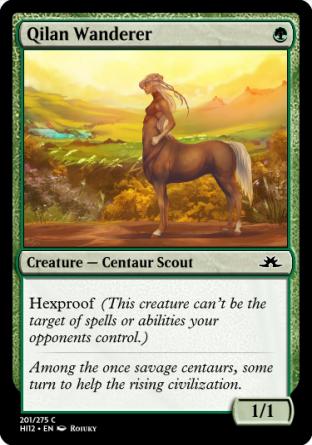 Qilan Wanderer
Creature — Centaur Scout
Hexproof (This creature can't be the
target of spells or abilities your
opponents control.)
Among the once savage centaurs, some
turn to help the rising civilization.
1/1
201/275 C
HI2 • EN Roiuky